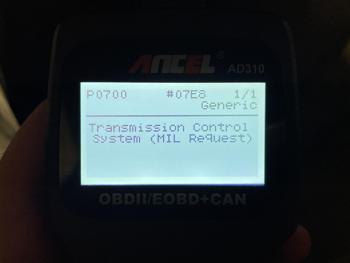 ANCEL
AD310
P0700 #07E8 1/1
Generic
Transmission Control
System (MIL Request)
OBDII/EOBD+CAN